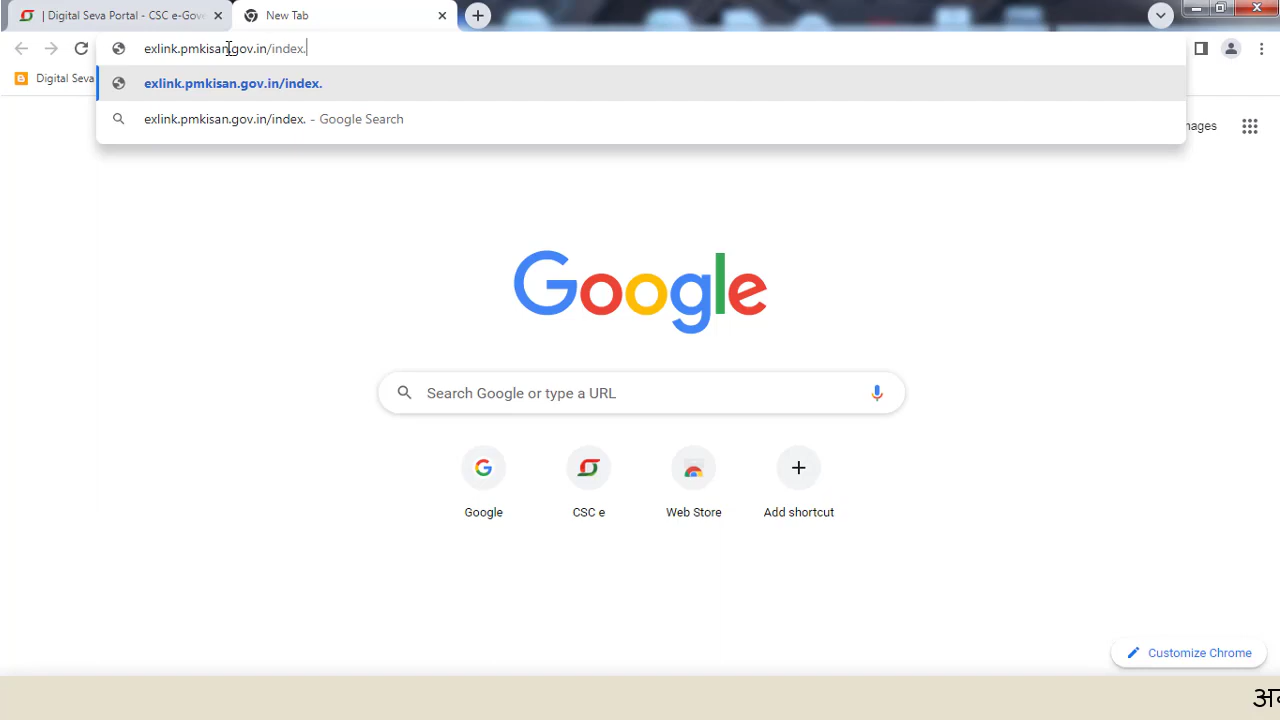 | Digital Seva Portal - CSC e-Gov
New Tab
exlink.pmkisan.gov.in/index.
Digital Seva
exlink.pmkisan.gov.in/index.
exlink.pmkisan.gov.in/index. - Google Search
Google
Search Google or type a URL
Google
CSC e
Web Store
Add shortcut
Customize Chrome